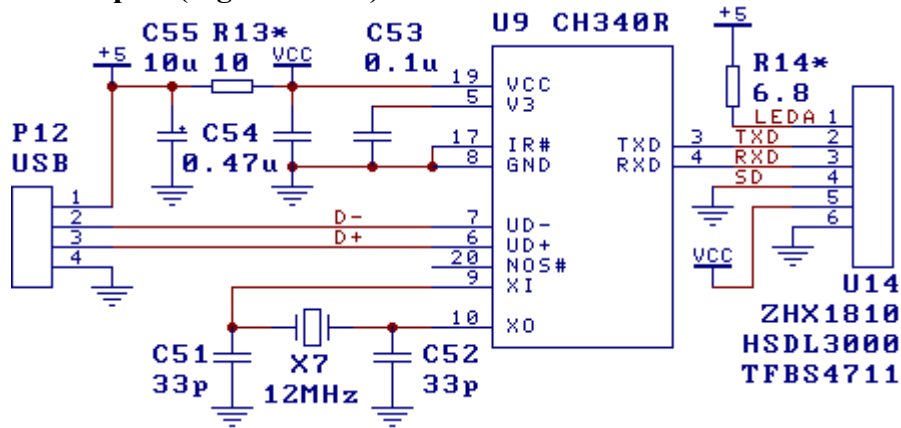 U9 CH340R
C55 R13* C53
+5 VCC +5
10u 10 0.1u
R14*
6.8
19 VCC
5 V3
P12
USB
C54
0.47u
17 IR#
8 GND
TXD 3
RXD 4
LEDA 1
TXD 2
RXD 3
SD 4
5
6
1
2 D- 7 UD-
3 D+ 6 UD+
4 20 NOS#
9 XI
VCC
10 XO
U14
ZHX1810
HSDL3000
TFBS4711
C51 X7 C52
33p 12MHz 33p